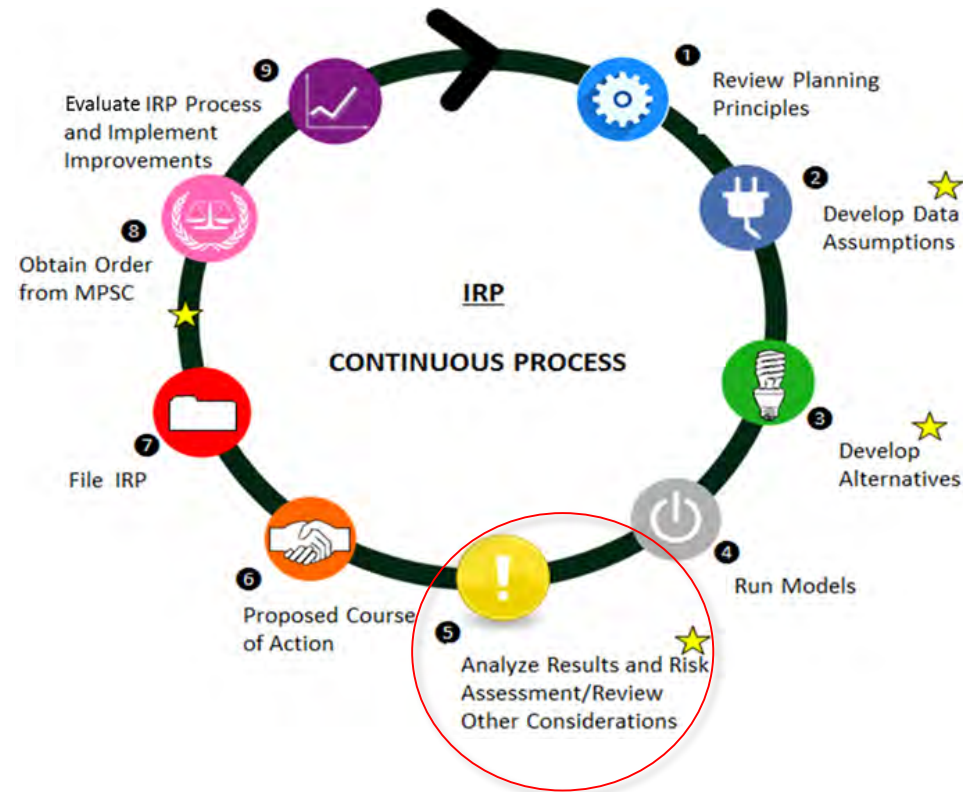 IRP
CONTINUOUS PROCESS
1
Review Planning
Principles
2
Develop Data
Assumptions
3
Develop
Alternatives
4
Run Models
5
Analyze Results and Risk
Assessment/Review
Other Considerations
6
Proposed Course
of Action
7
File IRP
8
Obtain Order
from MPSC
9
Evaluate IRP Process
and Implement
Improvements